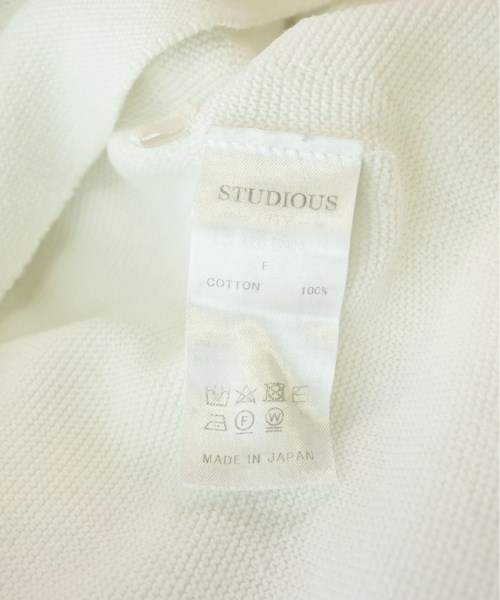 STUDIOUS
F
COTTON 100%
F W
MADE IN JAPAN